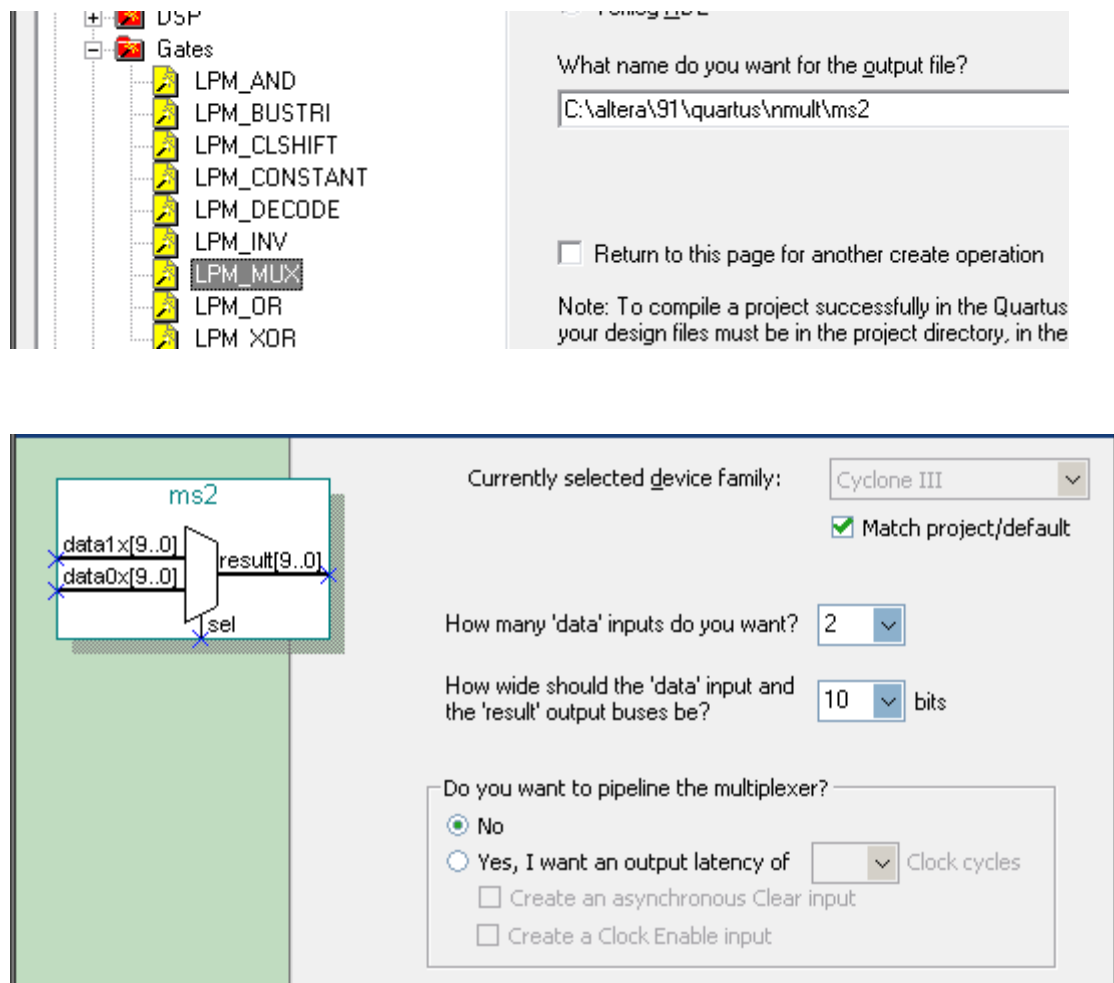 DSP
Gates
LPM_AND
LPM_BUSTRI
LPM_CLSHIFT
LPM_CONSTANT
LPM_DECODE
LPM_INV
LPM_MUX
LPM_OR
LPM_XOR
What name do you want for the output file?
C:\altera\91\quartus\nmult\ms2
Return to this page for another create operation
Note: To compile a project successfully in the Quartus
your design files must be in the project directory, in the
ms2
data1x[9..0]
data0x[9..0]
result[9..0]
sel
Currently selected device family:
Cyclone III
Match project/default
How many 'data' inputs do you want?
2
How wide should the 'data' input and
the 'result' output buses be?
10
bits
Do you want to pipeline the multiplexer?
No
Yes, I want an output latency of
Clock cycles
Create an asynchronous Clear input
Create a Clock Enable input